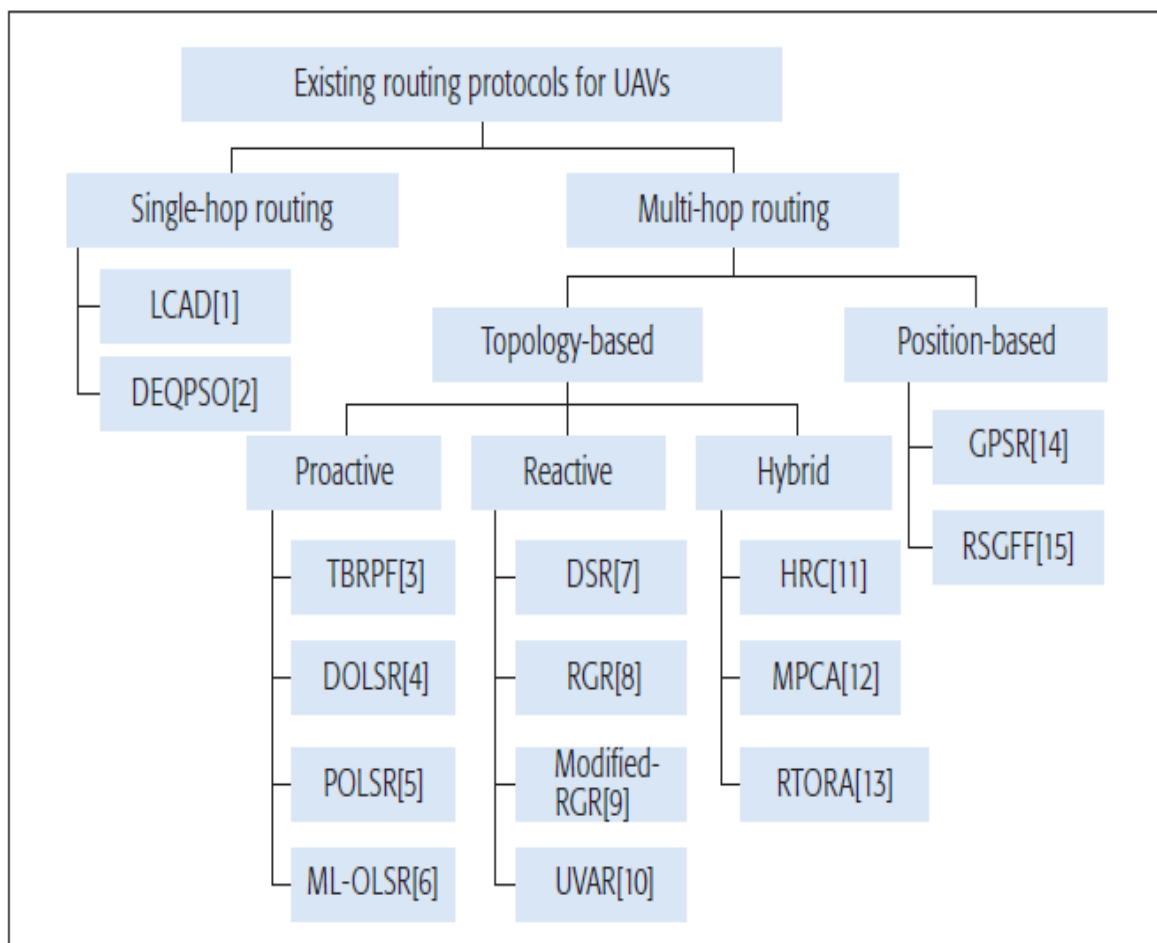 Existing routing protocols for UAVs
Single-hop routing
Multi-hop routing
LCAD[1]
DEQPSO[2]
Topology-based
Position-based
Proactive
Reactive
Hybrid
GPSR[14]
RSGFF[15]
TBRPF[3]
DSR[7]
HRC[11]
DOLSR[4]
RGR[8]
MPCA[12]
POLSR[5]
Modified-
RGR[9]
RTORA[13]
ML-OLSR[6]
UVAR[10]